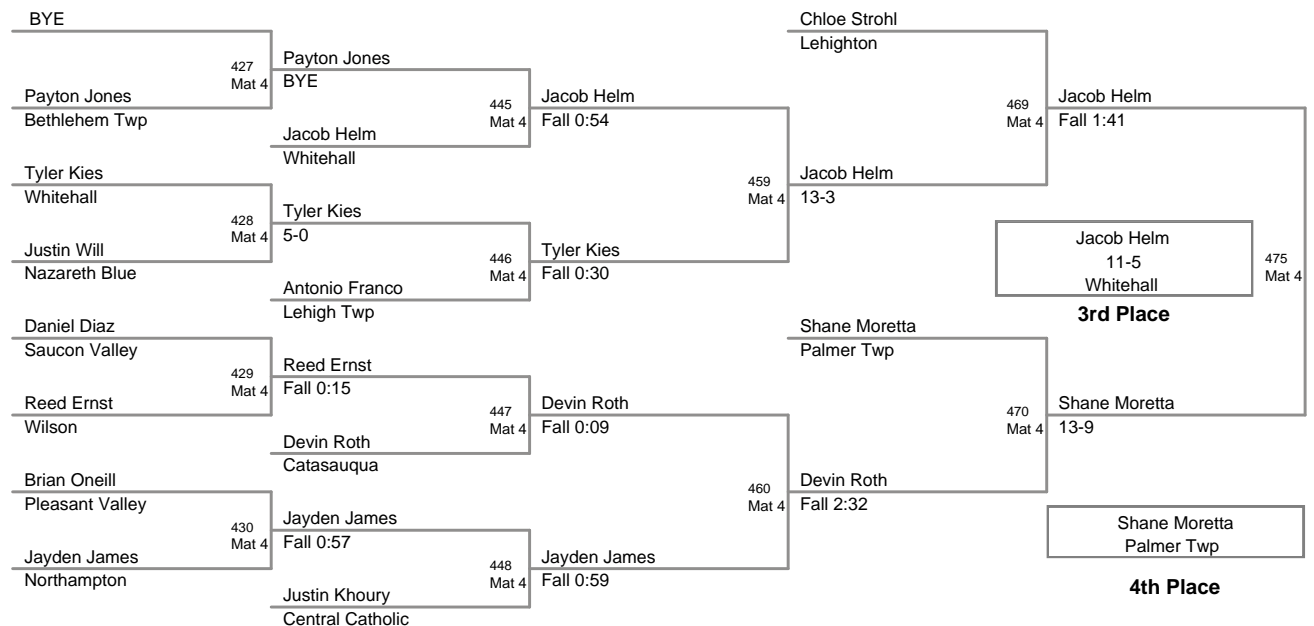 BYE
427
Mat 4
Payton Jones
Bethlehem Twp
Tyler Kies
Whitehall
428
Mat 4
Justin Will
Nazareth Blue
Daniel Diaz
Saucon Valley
429
Mat 4
Reed Ernst
Wilson
Brian Oneill
Pleasant Valley
430
Mat 4
Jayden James
Northampton
Payton Jones
BYE
445
Mat 4
Jacob Helm
Whitehall
Tyler Kies
5-0
446
Mat 4
Antonio Franco
Lehigh Twp
Reed Ernst
Fall 0:15
447
Mat 4
Devin Roth
Catasauqua
Jayden James
Fall 0:57
448
Mat 4
Justin Khoury
Central Catholic
Jacob Helm
Fall 0:54
459
Mat 4
Tyler Kies
Fall 0:30
Devin Roth
Fall 0:09
460
Mat 4
Jayden James
Fall 0:59
Chloe Strohl
Lehighton
469
Mat 4
Jacob Helm
13-3
Shane Moretta
Palmer Twp
470
Mat 4
Devin Roth
Fall 2:32
Jacob Helm
Fall 1:41
475
Mat 4
Shane Moretta
13-9
Jacob Helm
11-5
Whitehall
3rd Place
Shane Moretta
Palmer Twp
4th Place